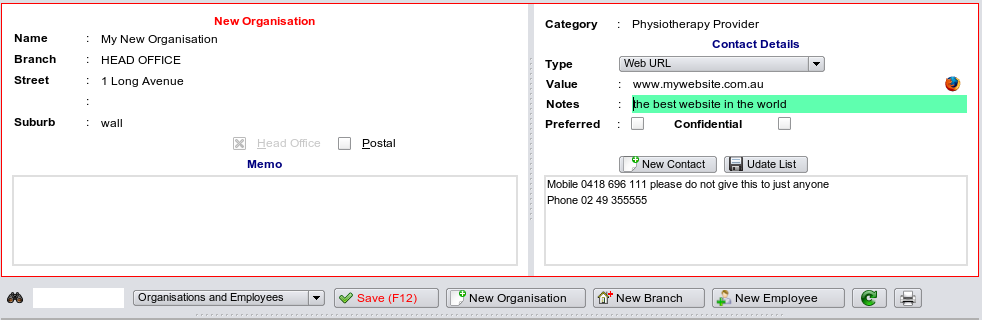 New Organisation
Name : My New Organisation
Branch : HEAD OFFICE
Street : 1 Long Avenue
:
Suburb : wall
Head Office Postal
Memo
Category : Physiotherapy Provider
Contact Details
Type Web URL
Value : www.mywebsite.com.au
Notes : the best website in the world
Preferred : Confidential
New Contact Udate List
Mobile 0418 696 111 please do not give this to just anyone
Phone 02 49 355555
Organisations and Employees Save (F12) New Organisation New Branch New Employee